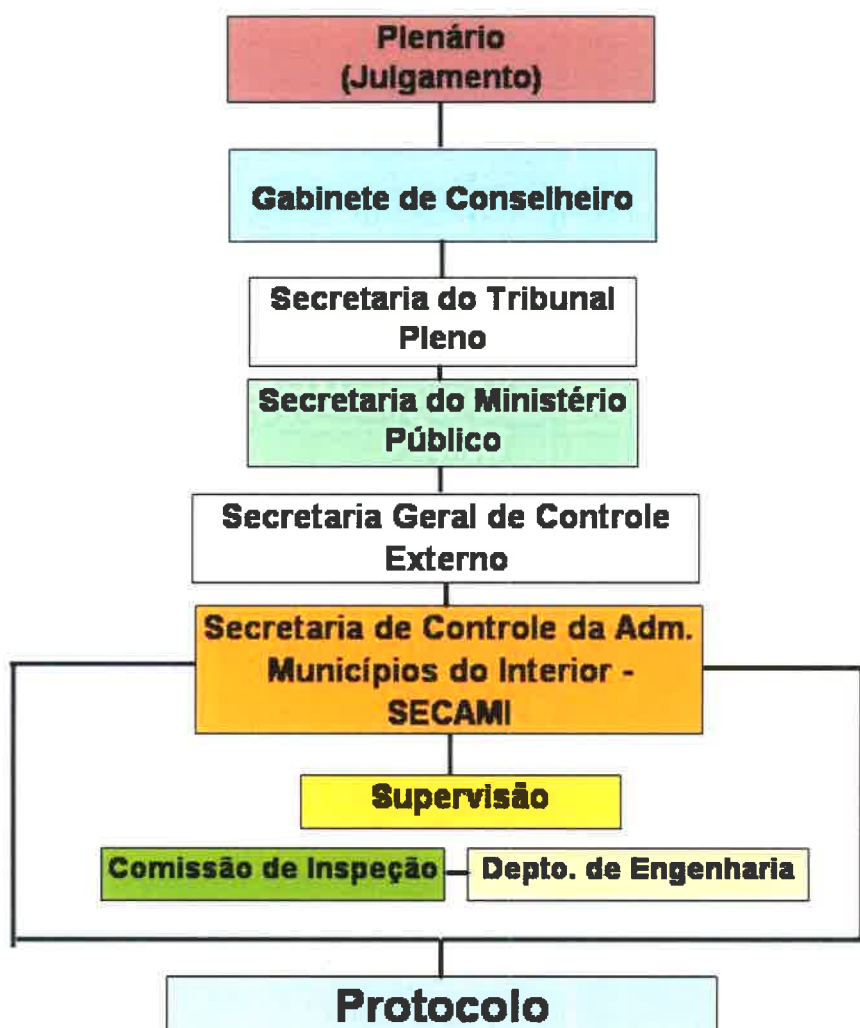 Plenário
(Julgamento)
Gabinete de Conselheiro
Secretaria do Tribunal
Pleno
Secretaria do Ministério
Público
Secretaria Geral de Controle
Externo
Secretaria de Controle da Adm.
Municípios do Interior -
SECAMI
Supervisão
Comissão de Inspeção
Depto. de Engenharia
Protocolo